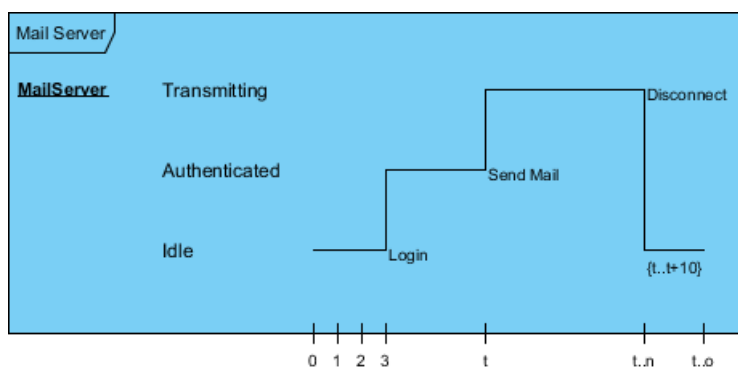 Mail Server
MailServer
Transmitting
Disconnect
Authenticated
Send Mail
Idle
Login
{t..t+10}
0 1 2 3 t t..n t..o